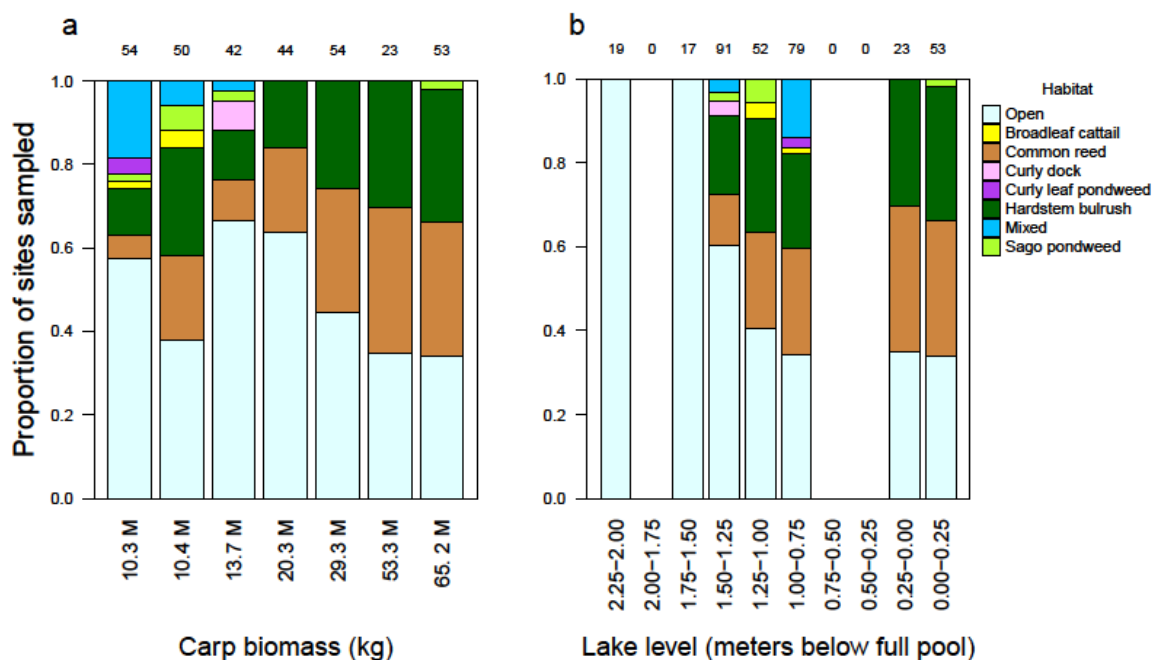 a
54 50 42 44 54 23 53
Proportion of sites sampled
1.0
0.8
0.6
0.4
0.2
0.0
10.3 M
10.4 M
13.7 M
20.3 M
29.3 M
53.3 M
65. 2 M
Carp biomass (kg)
b
19 0 17 91 52 79 0 0 23 53
1.0
0.8
0.6
0.4
0.2
0.0
2.25−2.00
2.00−1.75
1.75−1.50
1.50−1.25
1.25−1.00
1.00−0.75
0.75−0.50
0.50−0.25
0.25−0.00
0.00−0.25
Lake level (meters below full pool)
Habitat
Open
Broadleaf cattail
Common reed
Curly dock
Curly leaf pondweed
Hardstem bulrush
Mixed
Sago pondweed